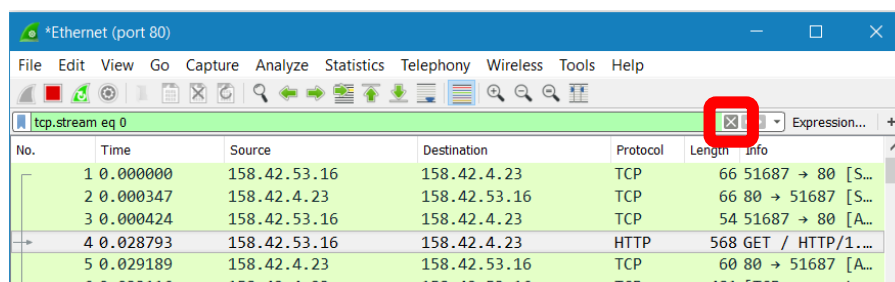 *Ethernet (port 80)
File Edit View Go Capture Analyze Statistics Telephony Wireless Tools Help
tcp.stream eq 0 Expression... +
No. Time Source Destination Protocol Length Info
1 0.000000 158.42.53.16 158.42.4.23 TCP 66 51687 → 80 [S…
2 0.000347 158.42.4.23 158.42.53.16 TCP 66 80 → 51687 [S…
3 0.000424 158.42.53.16 158.42.4.23 TCP 54 51687 → 80 [A…
4 0.028793 158.42.53.16 158.42.4.23 HTTP 568 GET / HTTP/1.…
5 0.029189 158.42.4.23 158.42.53.16 TCP 60 80 → 51687 [A…